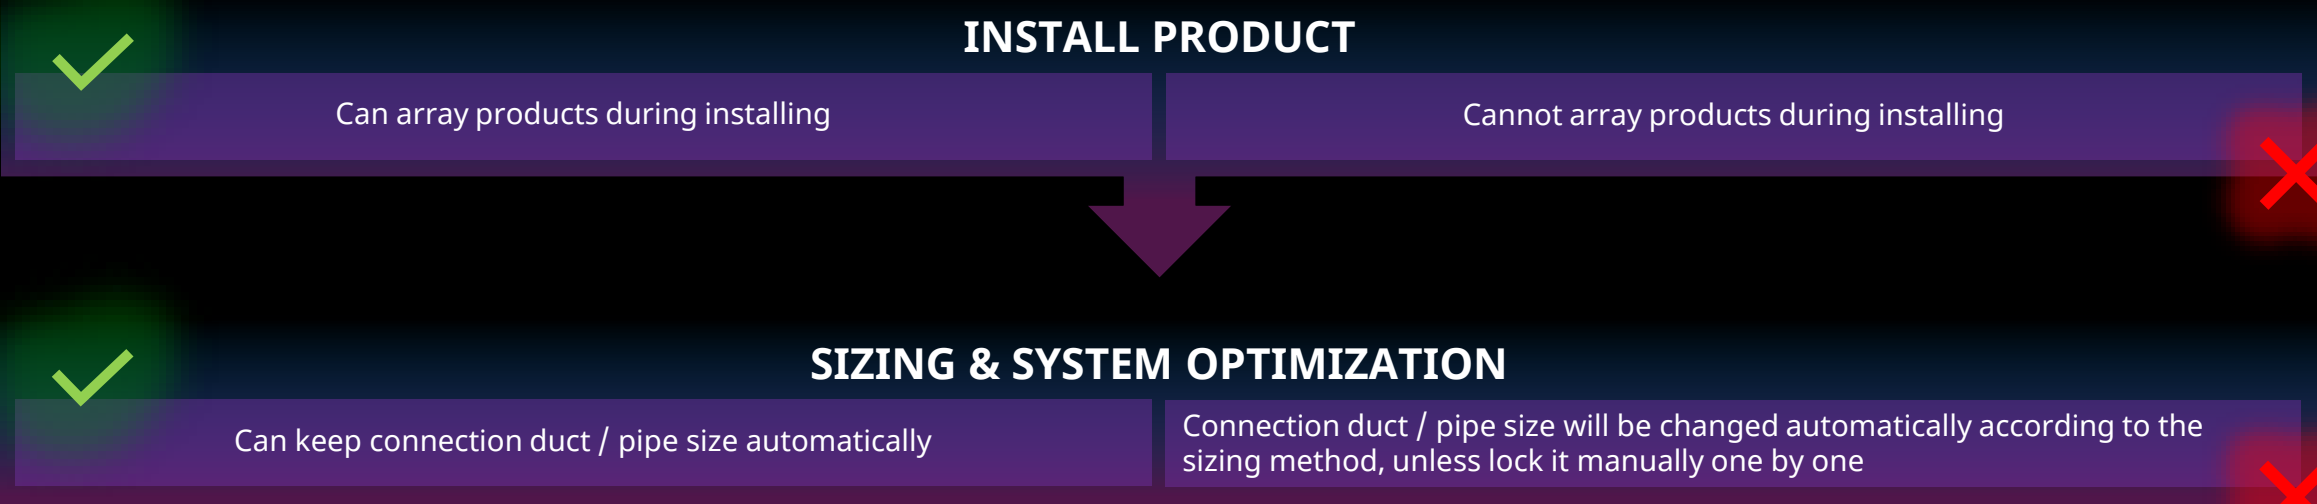 INSTALL PRODUCT
Can array products during installing
Cannot array products during installing
SIZING & SYSTEM OPTIMIZATION
Can keep connection duct / pipe size automatically
Connection duct / pipe size will be changed automatically according to the
sizing method, unless lock it manually one by one